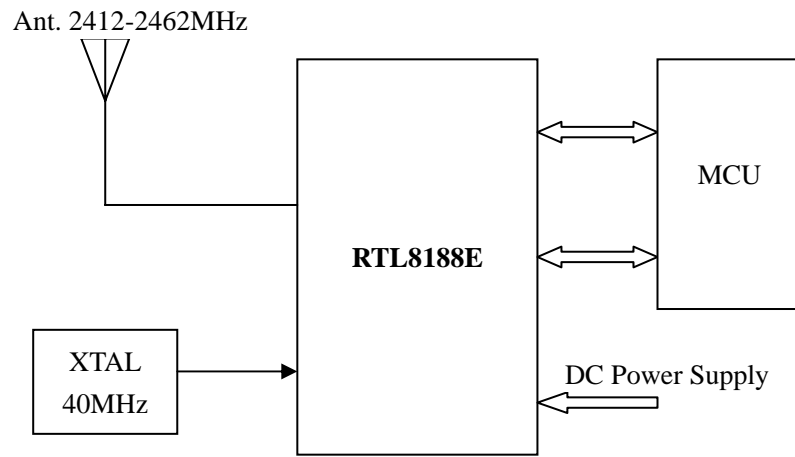 Ant. 2412-2462MHz
MCU
RTL8188E
XTAL
40MHz
DC Power Supply